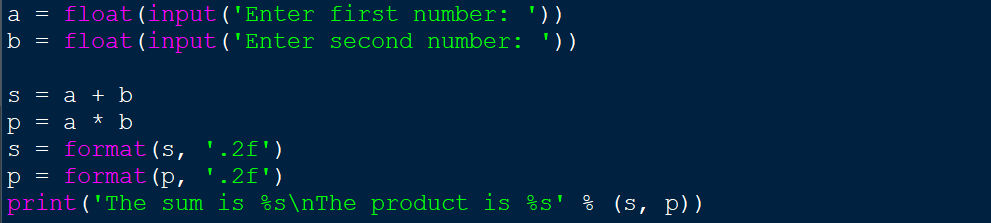 a = float(input('Enter first number: '))
b = float(input('Enter second number: '))
s = a + b
p = a * b
s = format(s, '.2f')
p = format(p, '.2f')
print('The sum is %s\nThe product is %s' % (s, p))